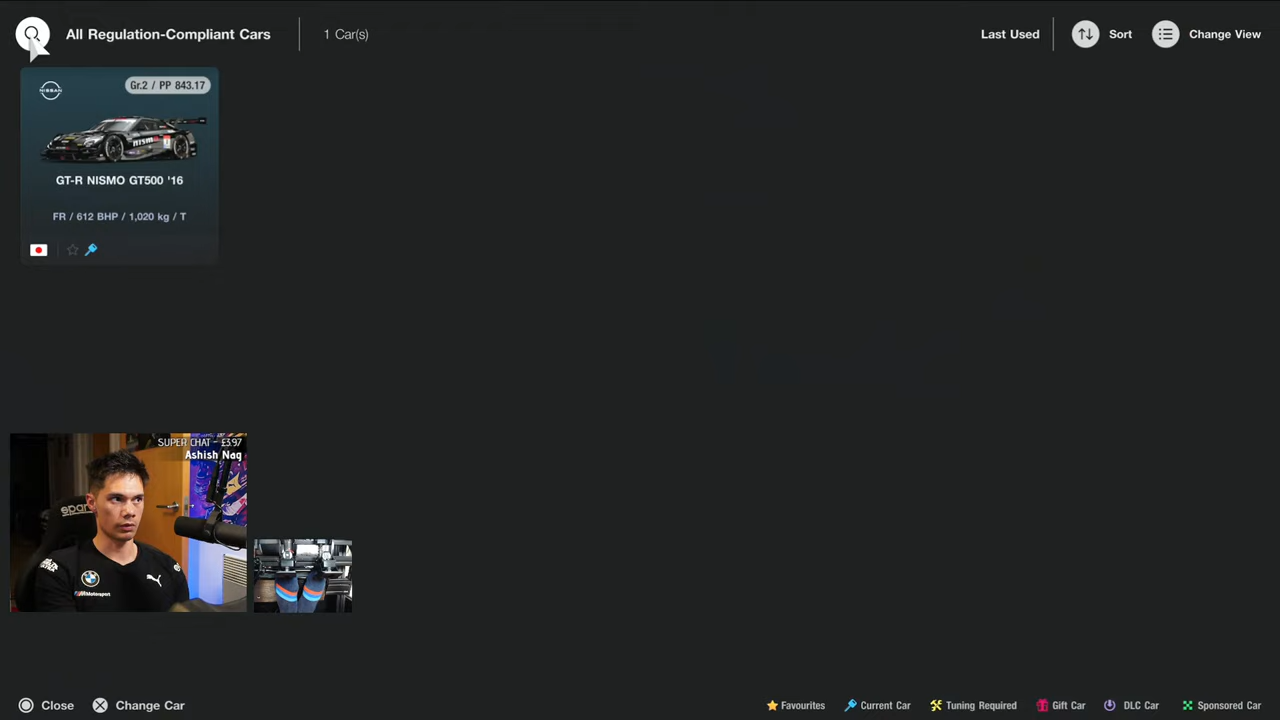 All Regulation-Compliant Cars
1 Car(s)
Last Used
Sort
Change View
NISSAN
Gr.2 / PP 843.17
GT-R NISMO GT500 '16
FR / 612 BHP / 1,020 kg / T
SUPER CHAT - £3.97
Ashish Nag
Close
Change Car
Favourites
Current Car
Tuning Required
Gift Car
DLC Car
Sponsored Car